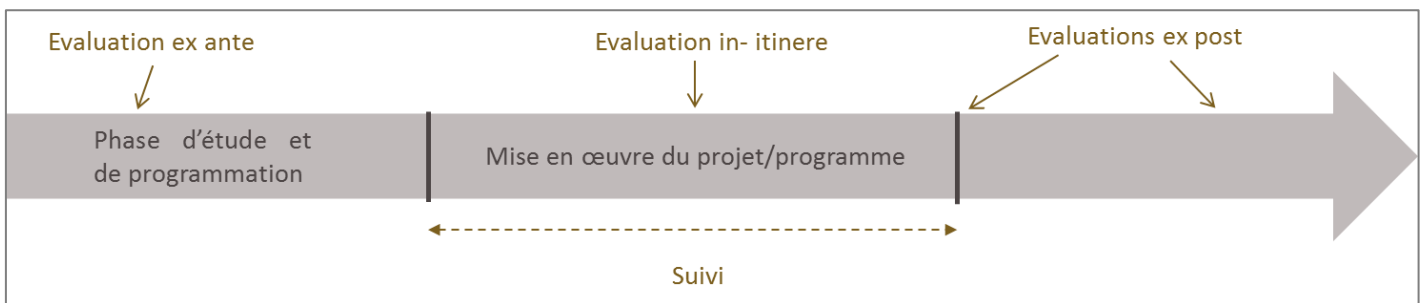 Evaluation ex ante
Evaluation in- itinere
Evaluations ex post
Phase d’étude et
de programmation
Mise en œuvre du projet/programme
Suivi